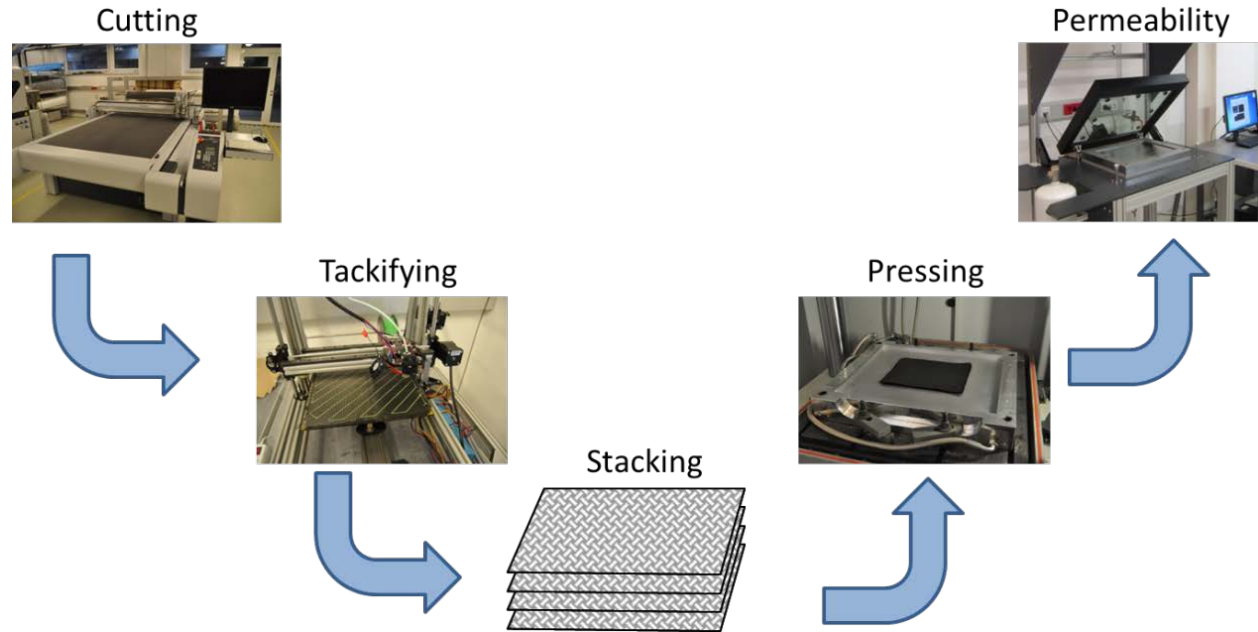 Cutting
Permeability
Tackifying
Pressing
Stacking